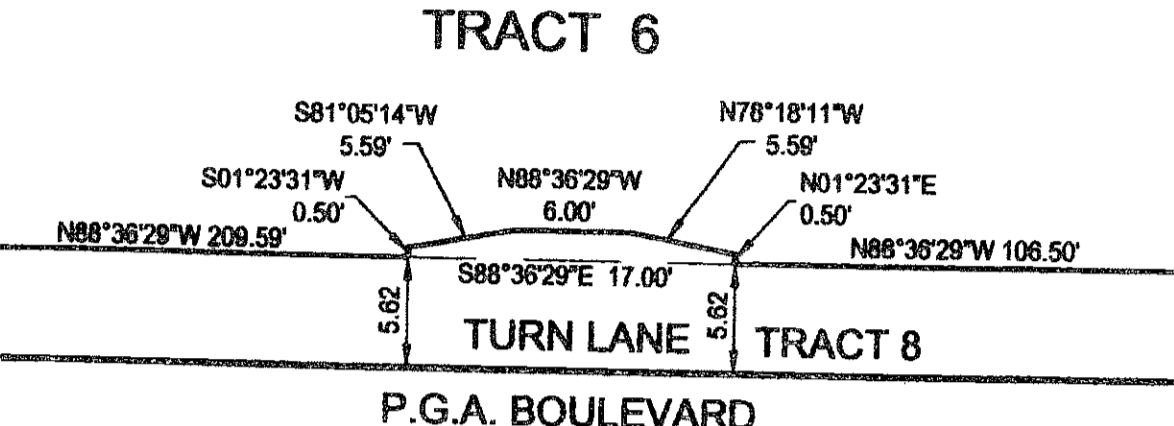 TRACT 6
S81°05'14"W
5.59'
N78°18'11"W
5.59'
S01°23'31"W
0.50'
N88°36'29"W
6.00'
N01°23'31"E
0.50'
N88°36'29"W 209.59'
N88°36'29"W 106.50'
S88°36'29"E 17.00'
5.62
5.62
TURN LANE
TRACT 8
P.G.A. BOULEVARD